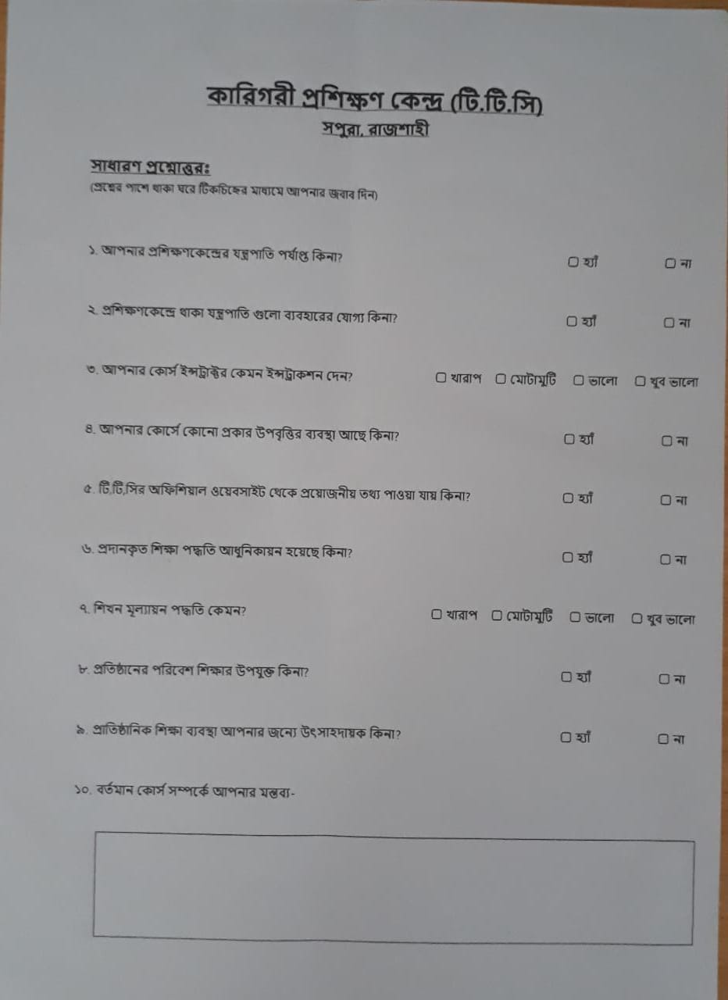 কারিগরী প্রশিক্ষণ কেন্দ্র (টি.টি.সি)
সপুরা, রাজশাহী
সাধারণ প্রশ্নোত্তরঃ
(প্রশ্নের পাশে থাকা ঘরে টিকচিহ্নের মাধ্যমে আপনার জবাব দিন)
১. আপনার প্রশিক্ষণকেন্দ্রের যন্ত্রপাতি পর্যাপ্ত কিনা? ☐ হ্যাঁ ☐ না
২. প্রশিক্ষণকেন্দ্রে থাকা যন্ত্রপাতি গুলো ব্যবহারের যোগ্য কিনা? ☐ হ্যাঁ ☐ না
৩. আপনার কোর্স ইন্সট্রাক্টর কেমন ইন্সট্রাকশন দেন? ☐ খারাপ ☐ মোটামুটি ☐ ভালো ☐ খুব ভালো
৪. আপনার কোর্সে কোনো প্রকার উপবৃত্তির ব্যবস্থা আছে কিনা? ☐ হ্যাঁ ☐ না
৫. টি.টি.সির অফিশিয়াল ওয়েবসাইট থেকে প্রয়োজনীয় তথ্য পাওয়া যায় কিনা? ☐ হ্যাঁ ☐ না
৬. প্রদানকৃত শিক্ষা পদ্ধতি আধুনিকায়ন হয়েছে কিনা? ☐ হ্যাঁ ☐ না
৭. শিখন মূল্যায়ন পদ্ধতি কেমন? ☐ খারাপ ☐ মোটামুটি ☐ ভালো ☐ খুব ভালো
৮. প্রতিষ্ঠানের পরিবেশ শিক্ষার উপযুক্ত কিনা? ☐ হ্যাঁ ☐ না
৯. প্রাতিষ্ঠানিক শিক্ষা ব্যবস্থা আপনার জন্যে উৎসাহদায়ক কিনা? ☐ হ্যাঁ ☐ না
১০. বর্তমান কোর্স সম্পর্কে আপনার মন্তব্য-